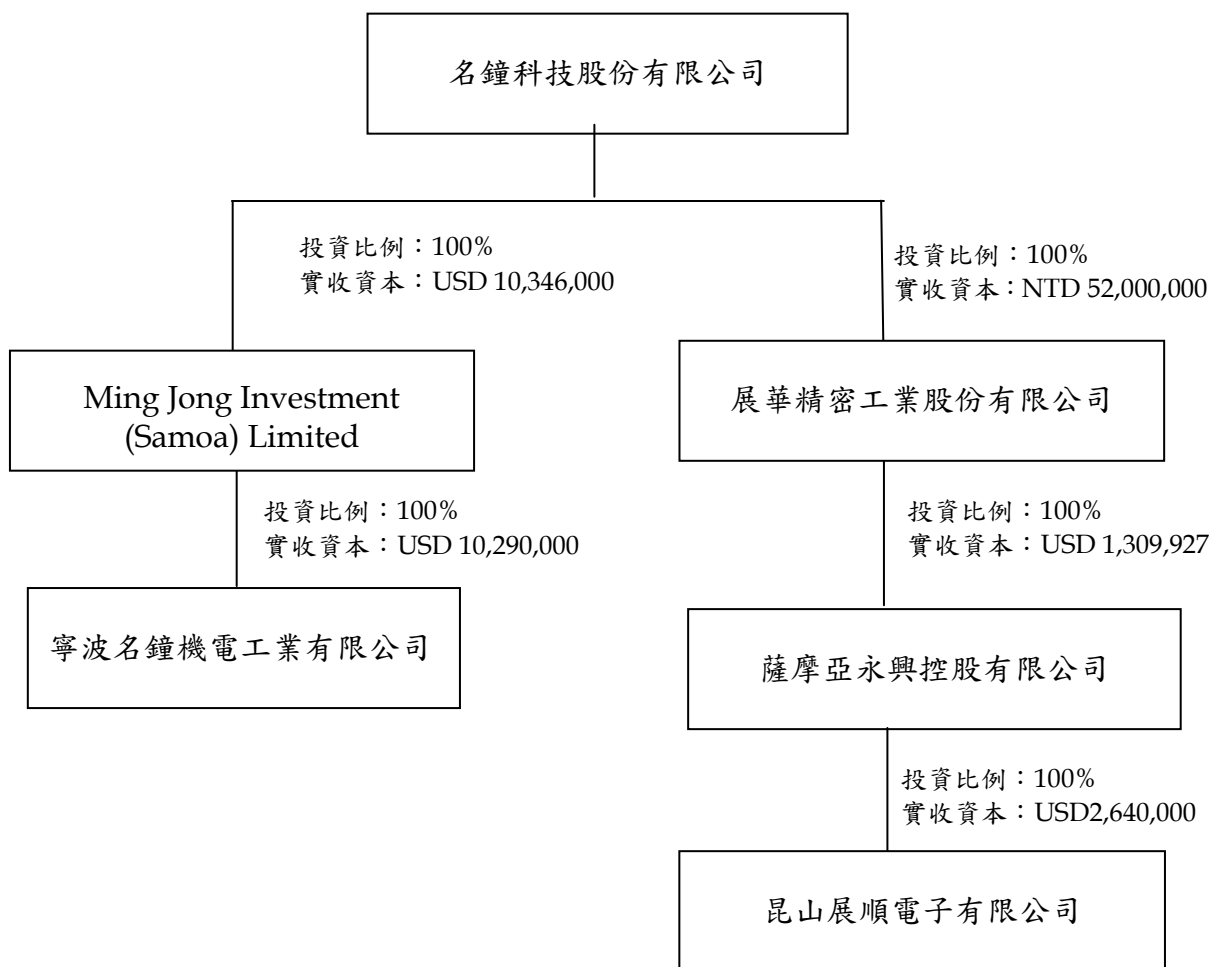 名鐘科技股份有限公司
投資比例：100%
實收資本：USD 10,346,000
投資比例：100%
實收資本：NTD 52,000,000
Ming Jong Investment
(Samoa) Limited
展華精密工業股份有限公司
投資比例：100%
實收資本：USD 10,290,000
投資比例：100%
實收資本：USD 1,309,927
寧波名鐘機電工業有限公司
薩摩亞永興控股有限公司
投資比例：100%
實收資本：USD2,640,000
昆山展順電子有限公司